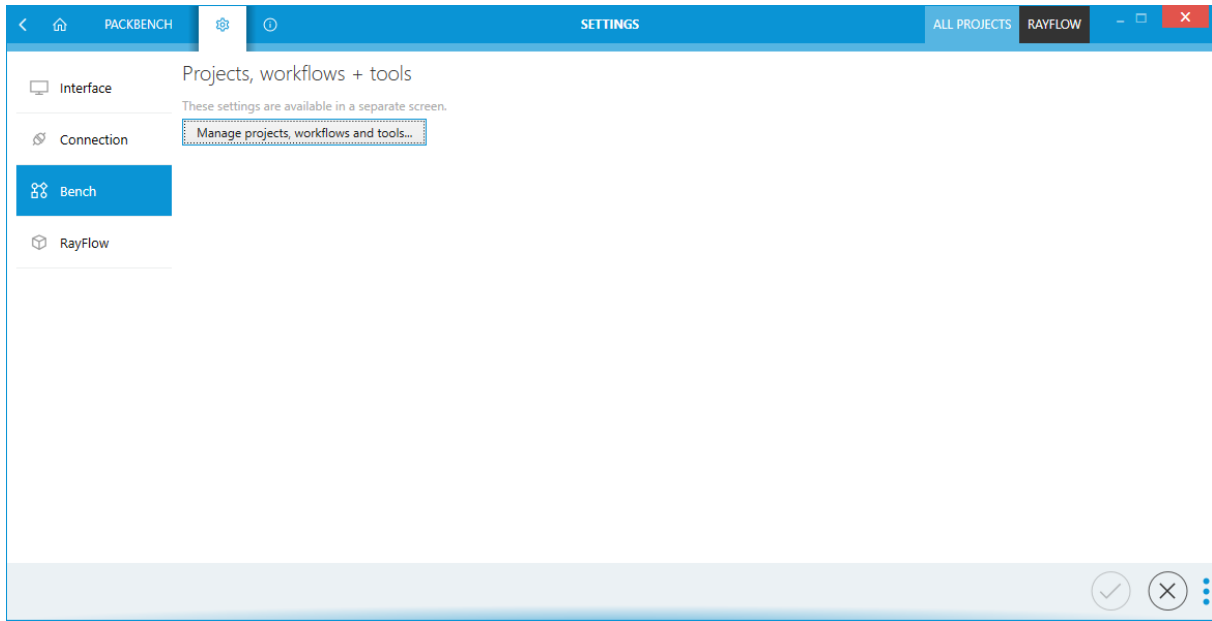 PACKBENCH
SETTINGS
ALL PROJECTS
RAYFLOW
Interface
Connection
Bench
RayFlow
Projects, workflows + tools
These settings are available in a separate screen.
Manage projects, workflows and tools...